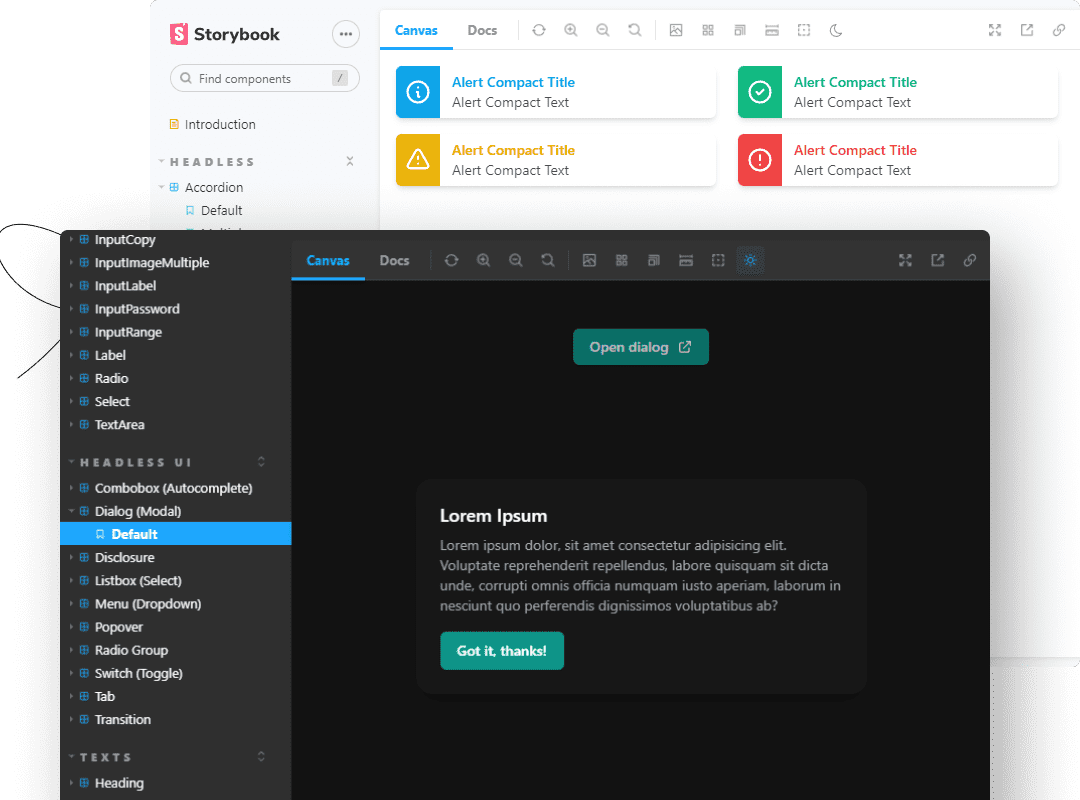 Storybook
Find components
/
Introduction
HEADLESS
Accordion
Default
Canvas
Docs
Alert Compact Title
Alert Compact Text
Alert Compact Title
Alert Compact Text
Alert Compact Title
Alert Compact Text
Alert Compact Title
Alert Compact Text
InputCopy
InputImageMultiple
InputLabel
InputPassword
InputRange
Label
Radio
Select
TextArea
HEADLESS UI
Combobox (Autocomplete)
Dialog (Modal)
Default
Disclosure
Listbox (Select)
Menu (Dropdown)
Popover
Radio Group
Switch (Toggle)
Tab
Transition
TEXTS
Heading
Canvas
Docs
Open dialog
Lorem Ipsum
Lorem ipsum dolor, sit amet consectetur adipisicing elit.
Voluptate reprehenderit repellendus, labore quisquam sit dicta
unde, corrupti omnis officia numquam iusto aperiam, laborum in
nesciunt quo perferendis dignissimos voluptatibus ab?
Got it, thanks!